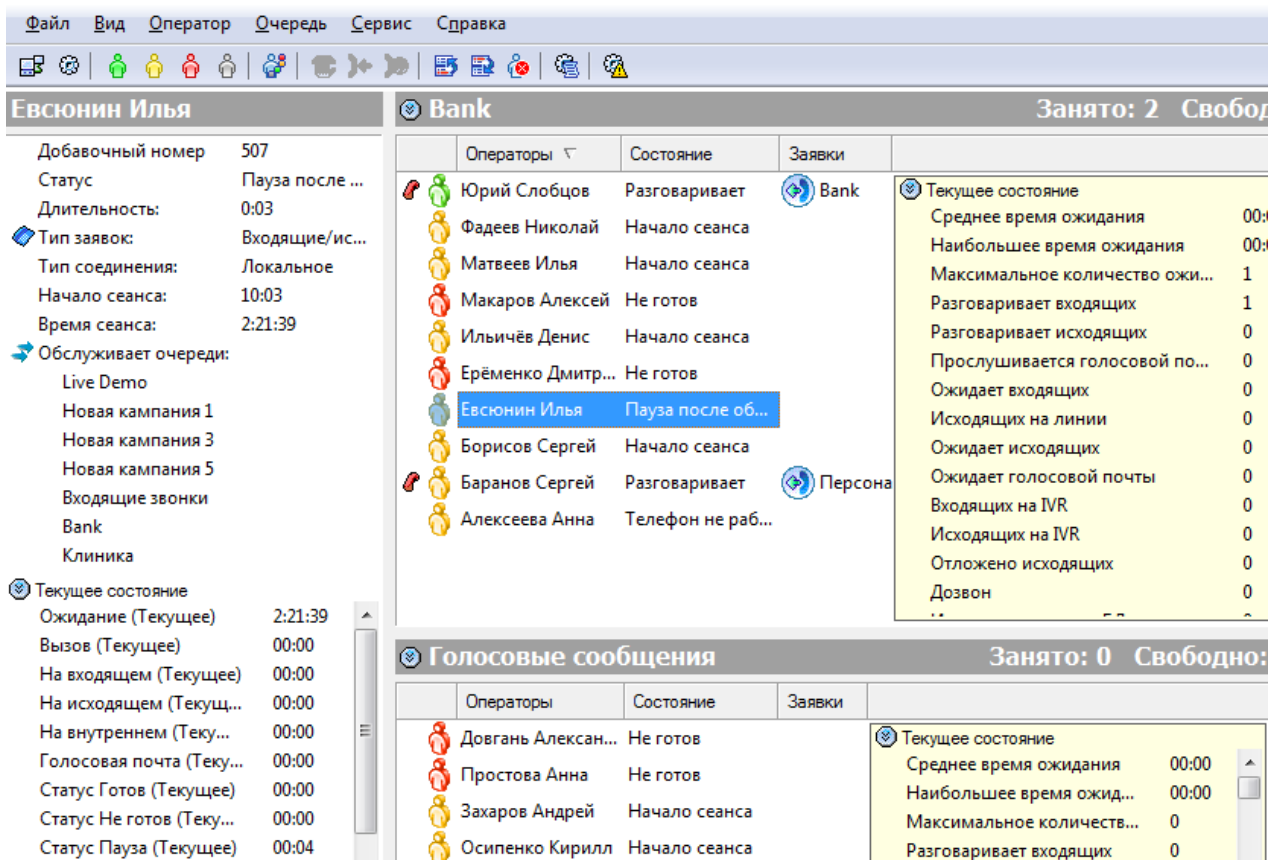 Файл Вид Оператор Очередь Сервис Справка
Евсюнин Илья
Добавочный номер 507
Статус Пауза после ...
Длительность: 0:03
Тип заявок: Входящие/ис...
Тип соединения: Локальное
Начало сеанса: 10:03
Время сеанса: 2:21:39
Обслуживает очереди:
Live Demo
Новая кампания 1
Новая кампания 3
Новая кампания 5
Входящие звонки
Bank
Клиника
Текущее состояние
Ожидание (Текущее) 2:21:39
Вызов (Текущее) 00:00
На входящем (Текущее) 00:00
На исходящем (Текущ... 00:00
На внутреннем (Теку... 00:00
Голосовая почта (Теку... 00:00
Статус Готов (Текущее) 00:00
Статус Не готов (Теку... 00:00
Статус Пауза (Текущее) 00:04
Bank Занято: 2 Свобод
Операторы Состояние Заявки
Юрий Слобцов Разговаривает Bank
Фадеев Николай Начало сеанса
Матвеев Илья Начало сеанса
Макаров Алексей Не готов
Ильичёв Денис Начало сеанса
Ерёменко Дмитр... Не готов
Евсюнин Илья Пауза после об...
Борисов Сергей Начало сеанса
Баранов Сергей Разговаривает Персона
Алексеева Анна Телефон не раб...
Текущее состояние
Среднее время ожидания 00:
Наибольшее время ожидания 00:
Максимальное количество ожи... 1
Разговаривает входящих 1
Разговаривает исходящих 0
Прослушивается голосовой по... 0
Ожидает входящих 0
Исходящих на линии 0
Ожидает исходящих 0
Ожидает голосовой почты 0
Входящих на IVR 0
Исходящих на IVR 0
Отложено исходящих 0
Дозвон 0
Голосовые сообщения Занято: 0 Свободно:
Операторы Состояние Заявки
Довгань Алексан... Не готов
Простова Анна Не готов
Захаров Андрей Начало сеанса
Осипенко Кирилл Начало сеанса
Текущее состояние
Среднее время ожидания 00:00
Наибольшее время ожид... 00:00
Максимальное количеств... 0
Разговаривает входящих 0